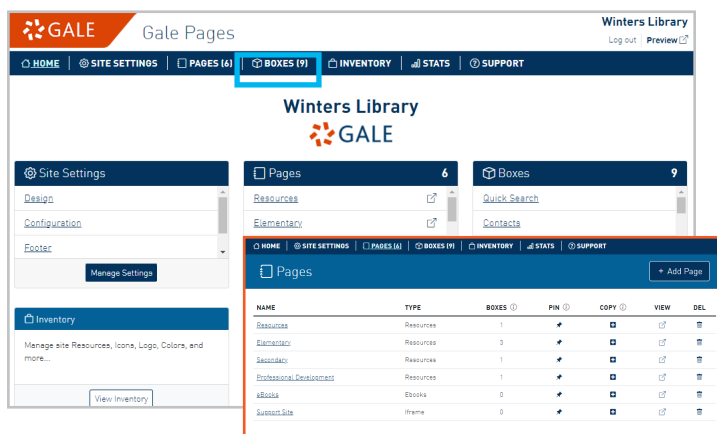 GALE
Gale Pages
Winters Library
Log out Preview
HOME SITE SETTINGS PAGES (6) BOXES (9) INVENTORY STATS SUPPORT
Winters Library
GALE
Site Settings
Design
Configuration
Footer
Manage Settings
Pages 6
Resources
Elementary
Boxes 9
Quick Search
Contacts
Inventory
Manage site Resources, Icons, Logo, Colors, and
more...
View Inventory
HOME SITE SETTINGS PAGES (6) BOXES (9) INVENTORY STATS SUPPORT
Pages
+ Add Page
NAME TYPE BOXES PIN COPY VIEW DEL
Resources Resources 1
Elementary Resources 3
Secondary Resources 1
Professional Development Resources 1
eBooks Ebooks 0
Support Site Iframe 0